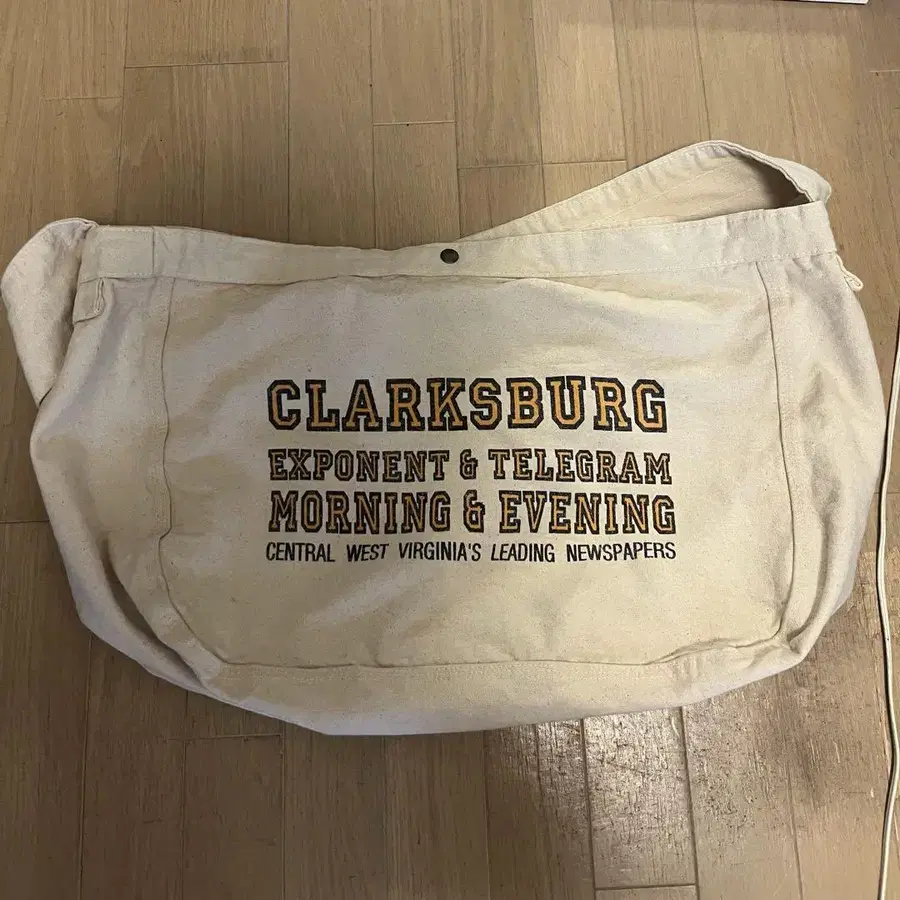 CLARKSBURG
EXPONENT & TELEGRAM
MORNING & EVENING
CENTRAL WEST VIRGINIA'S LEADING NEWSPAPERS